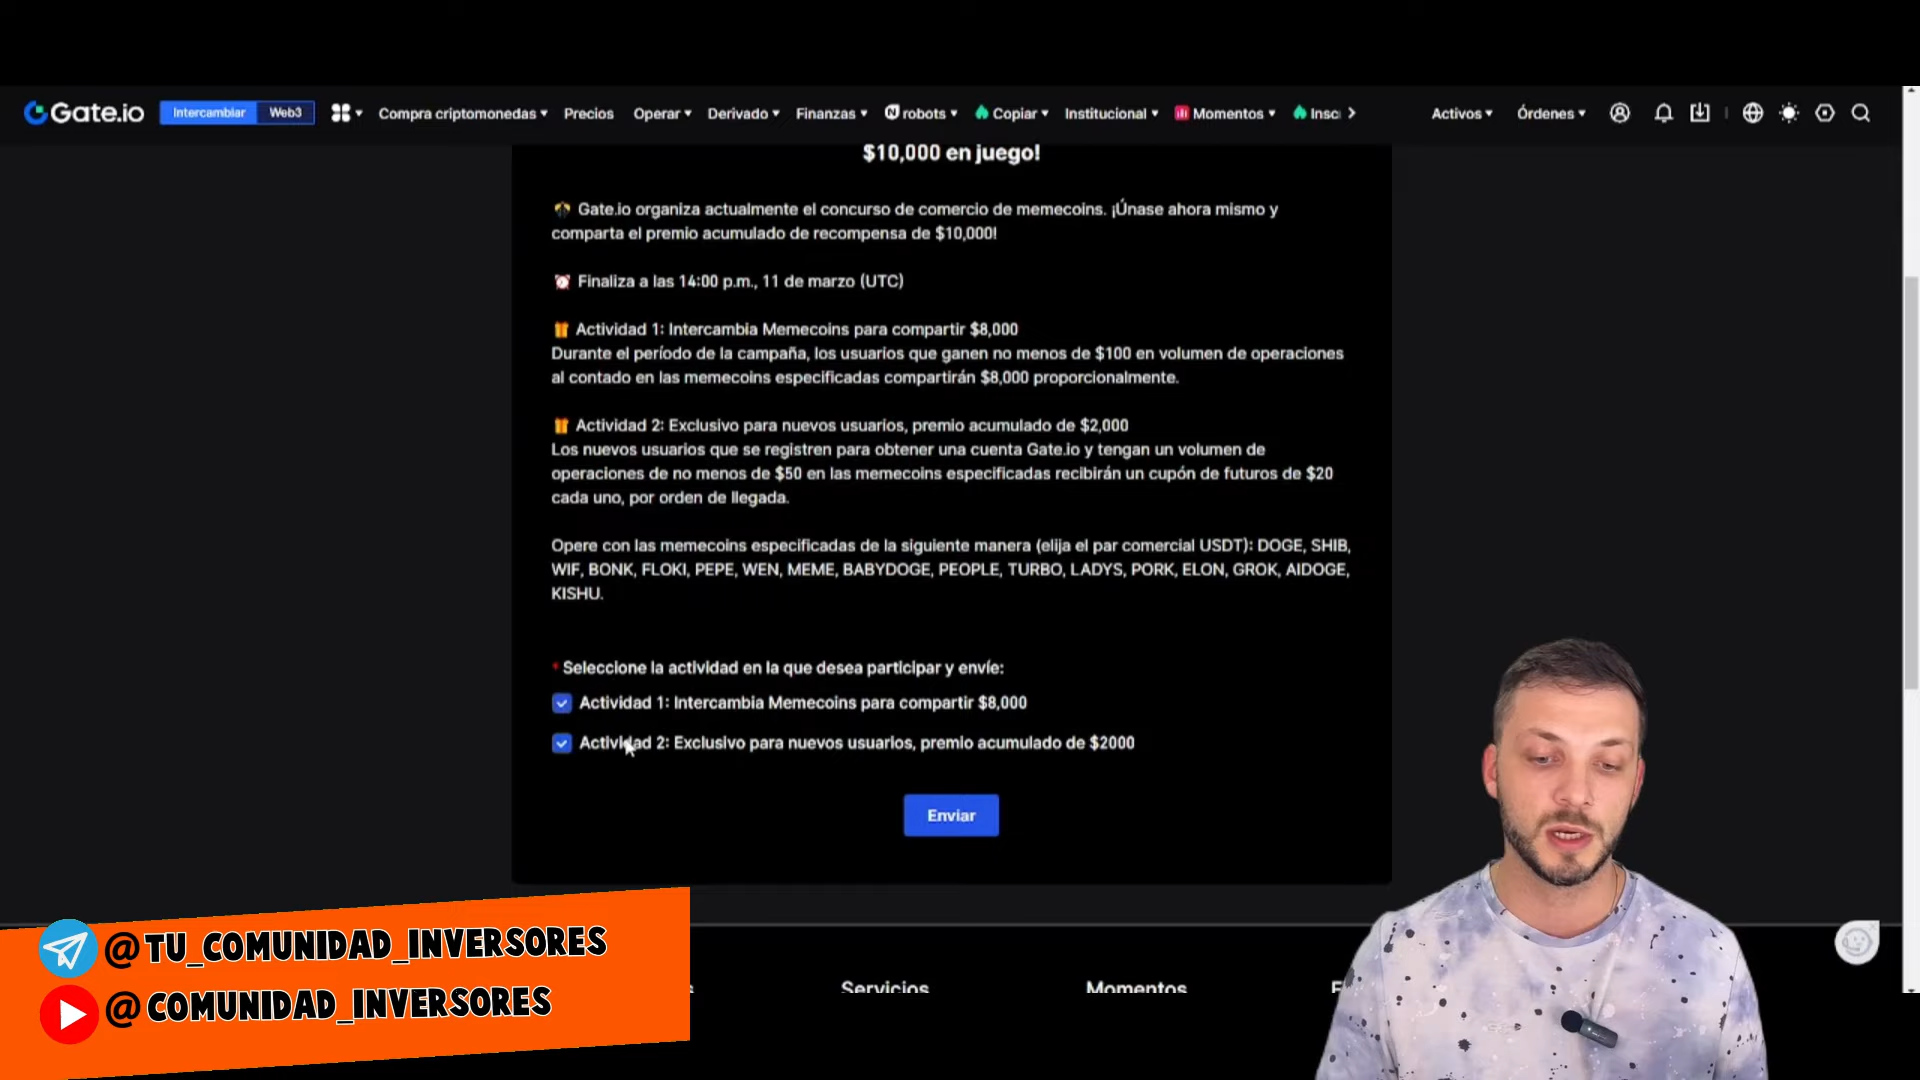 Gate.io Intercambiar Web3 Compra criptomonedas Precios Operar Derivado Finanzas robots Copiar Institucional Momentos Insc Activos Órdenes
$10,000 en juego!
Gate.io organiza actualmente el concurso de comercio de memecoins. ¡Únase ahora mismo y
comparta el premio acumulado de recompensa de $10,000!
Finaliza a las 14:00 p.m., 11 de marzo (UTC)
Actividad 1: Intercambia Memecoins para compartir $8,000
Durante el período de la campaña, los usuarios que ganen no menos de $100 en volumen de operaciones
al contado en las memecoins especificadas compartirán $8,000 proporcionalmente.
Actividad 2: Exclusivo para nuevos usuarios, premio acumulado de $2,000
Los nuevos usuarios que se registren para obtener una cuenta Gate.io y tengan un volumen de
operaciones de no menos de $50 en las memecoins especificadas recibirán un cupón de futuros de $20
cada uno, por orden de llegada.
Opere con las memecoins especificadas de la siguiente manera (elija el par comercial USDT): DOGE, SHIB,
WIF, BONK, FLOKI, PEPE, WEN, MEME, BABYDOGE, PEOPLE, TURBO, LADYS, PORK, ELON, GROK, AIDOGE,
KISHU.
* Seleccione la actividad en la que desea participar y envíe:
Actividad 1: Intercambia Memecoins para compartir $8,000
Actividad 2: Exclusivo para nuevos usuarios, premio acumulado de $2000
Enviar
Servicios Momentos
@TU_COMUNIDAD_INVERSORES
@COMUNIDAD_INVERSORES